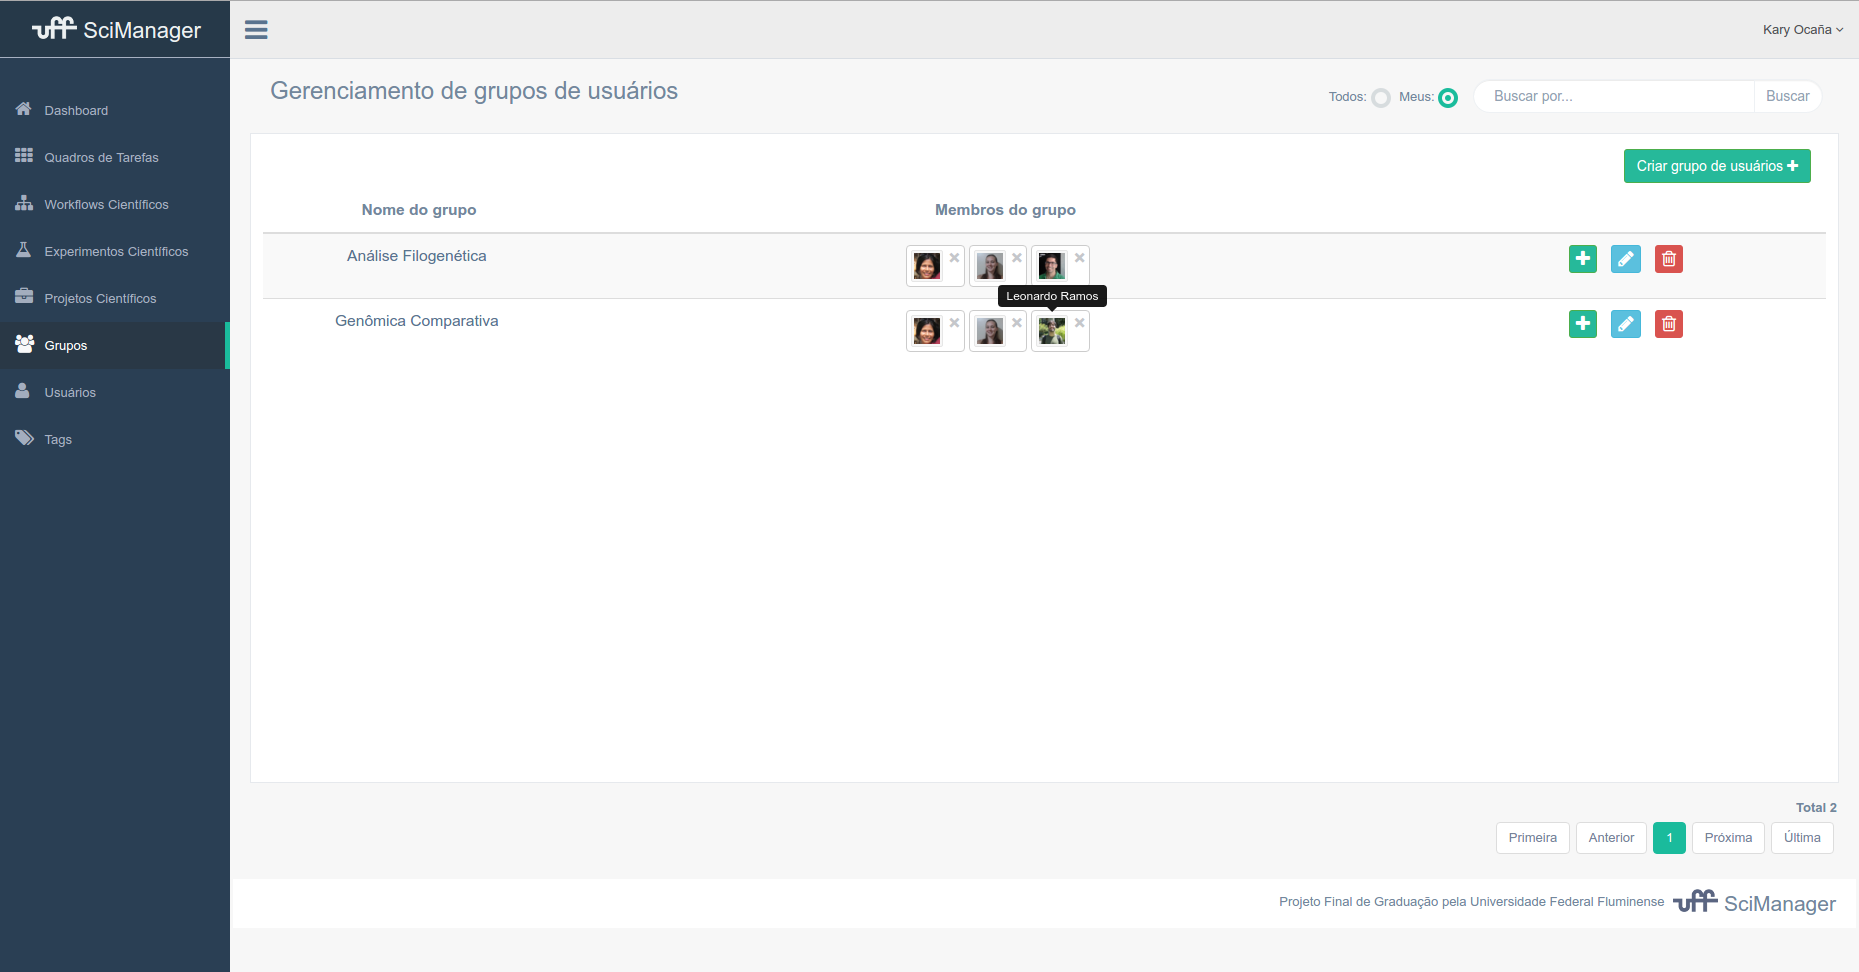 uff SciManager
Kary Ocaña
Dashboard
Quadros de Tarefas
Workflows Científicos
Experimentos Científicos
Projetos Científicos
Grupos
Usuários
Tags
Gerenciamento de grupos de usuários
Todos: Meus:
Buscar por... Buscar
Criar grupo de usuários
Nome do grupo Membros do grupo
Análise Filogenética
Leonardo Ramos
Genômica Comparativa
Total 2
Primeira Anterior 1 Próxima Última
Projeto Final de Graduação pela Universidade Federal Fluminense uff SciManager